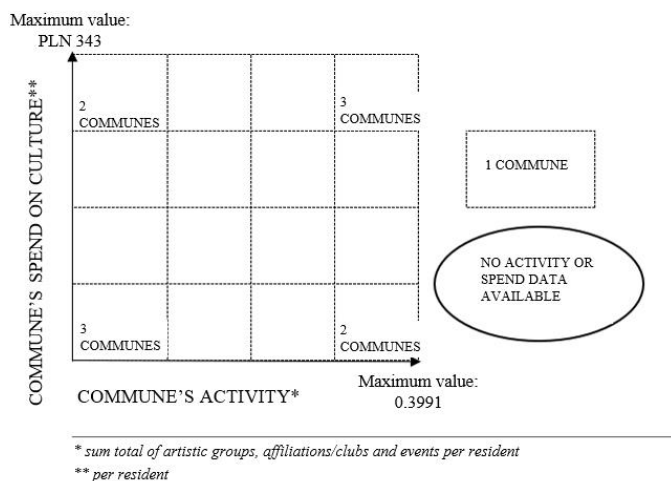 Maximum value:
PLN 343
COMMUNE'S SPEND ON CULTURE**
2
COMMUNES
3
COMMUNES
1 COMMUNE
NO ACTIVITY OR
SPEND DATA
AVAILABLE
3
COMMUNES
2
COMMUNES
COMMUNE'S ACTIVITY*
Maximum value:
0.3991
* sum total of artistic groups, affiliations/clubs and events per resident
** per resident